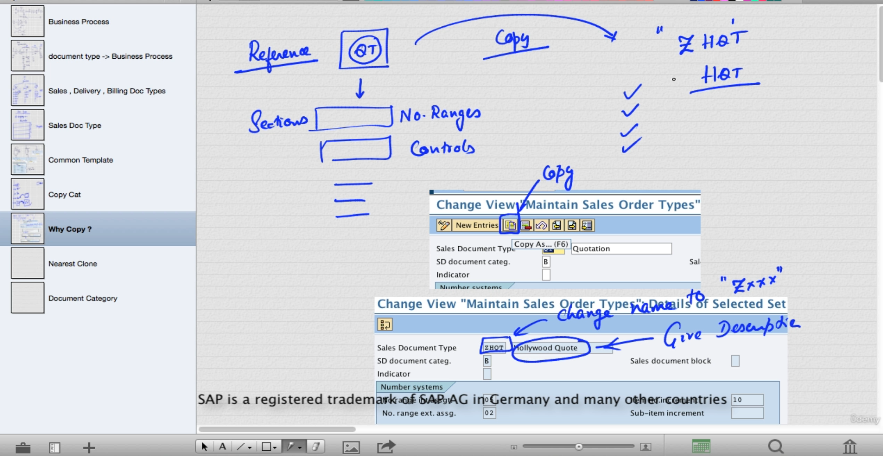 Business Process
document type -> Business Process
Sales , Delivery , Billing Doc Types
Sales Doc Type
Common Template
Copy Cat
Why Copy ?
Nearest Clone
Document Category
Reference
QT
Copy
" ZHQT
HQT
Sections
No. Ranges
Controls
Copy
Change View "Maintain Sales Order Types"
New Entries
Copy As... (F6)
Sales Document Type
Quotation
SD document categ. B
Sal
Indicator
Number systems
Change View "Maintain Sales Order Types": Details of Selected Set
Change name to "Zxxx"
Give Description
Sales Document Type ZHQT Hollywood Quote
SD document categ. B Sales document block
Indicator
Number systems
SAP is a registered trademark of SAP AG in Germany and many other countries
10
No. range ext. assg. 02 Sub-item increment
Udemy